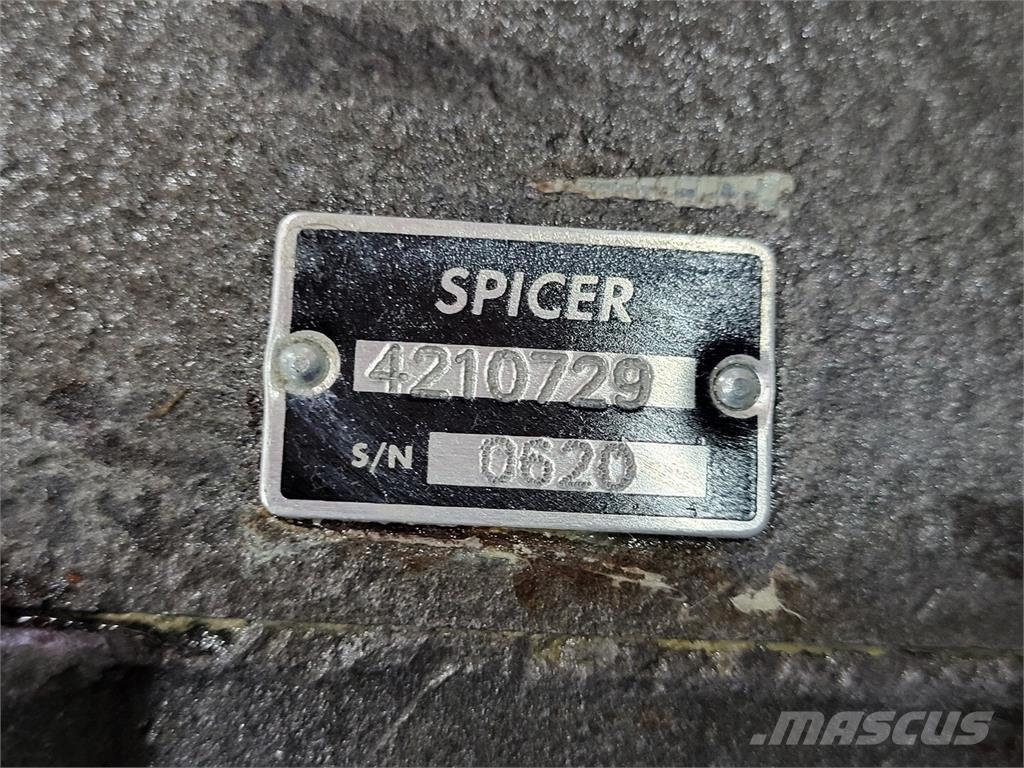 SPICER
4210729
S/N 0620
MASCUS